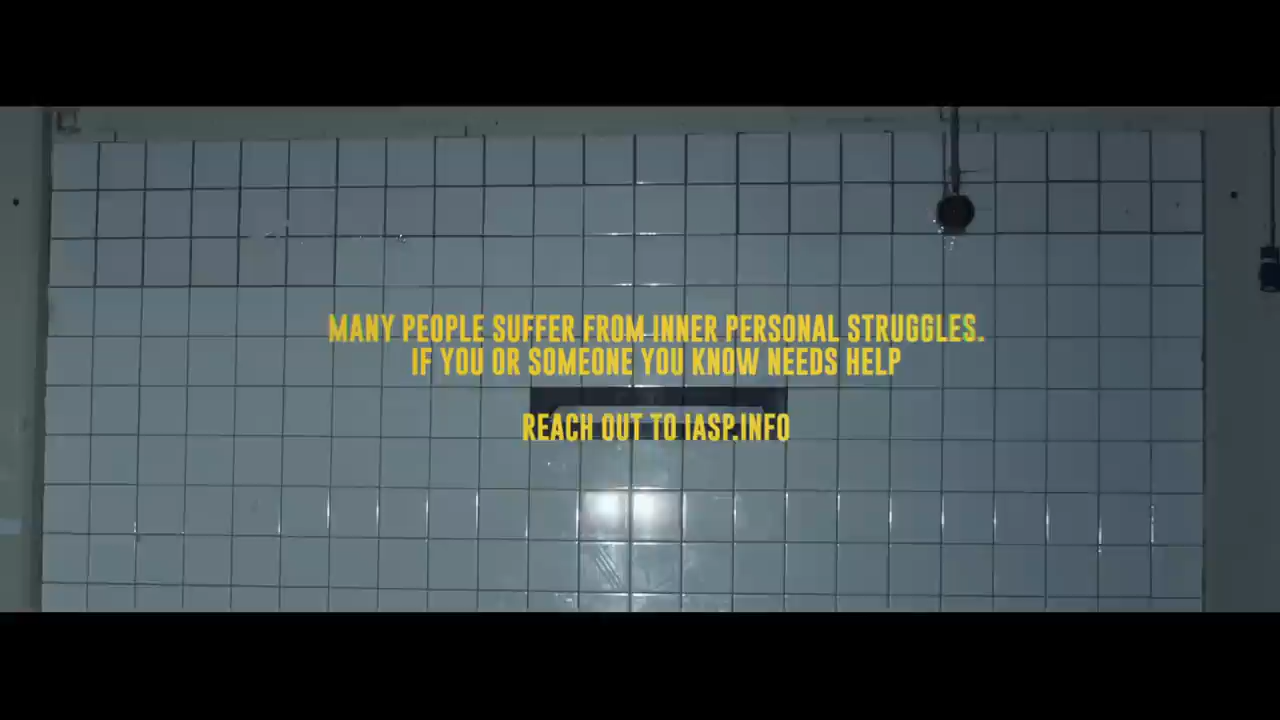 MANY PEOPLE SUFFER FROM INNER PERSONAL STRUGGLES.
IF YOU OR SOMEONE YOU KNOW NEEDS HELP
REACH OUT TO IASP.INFO